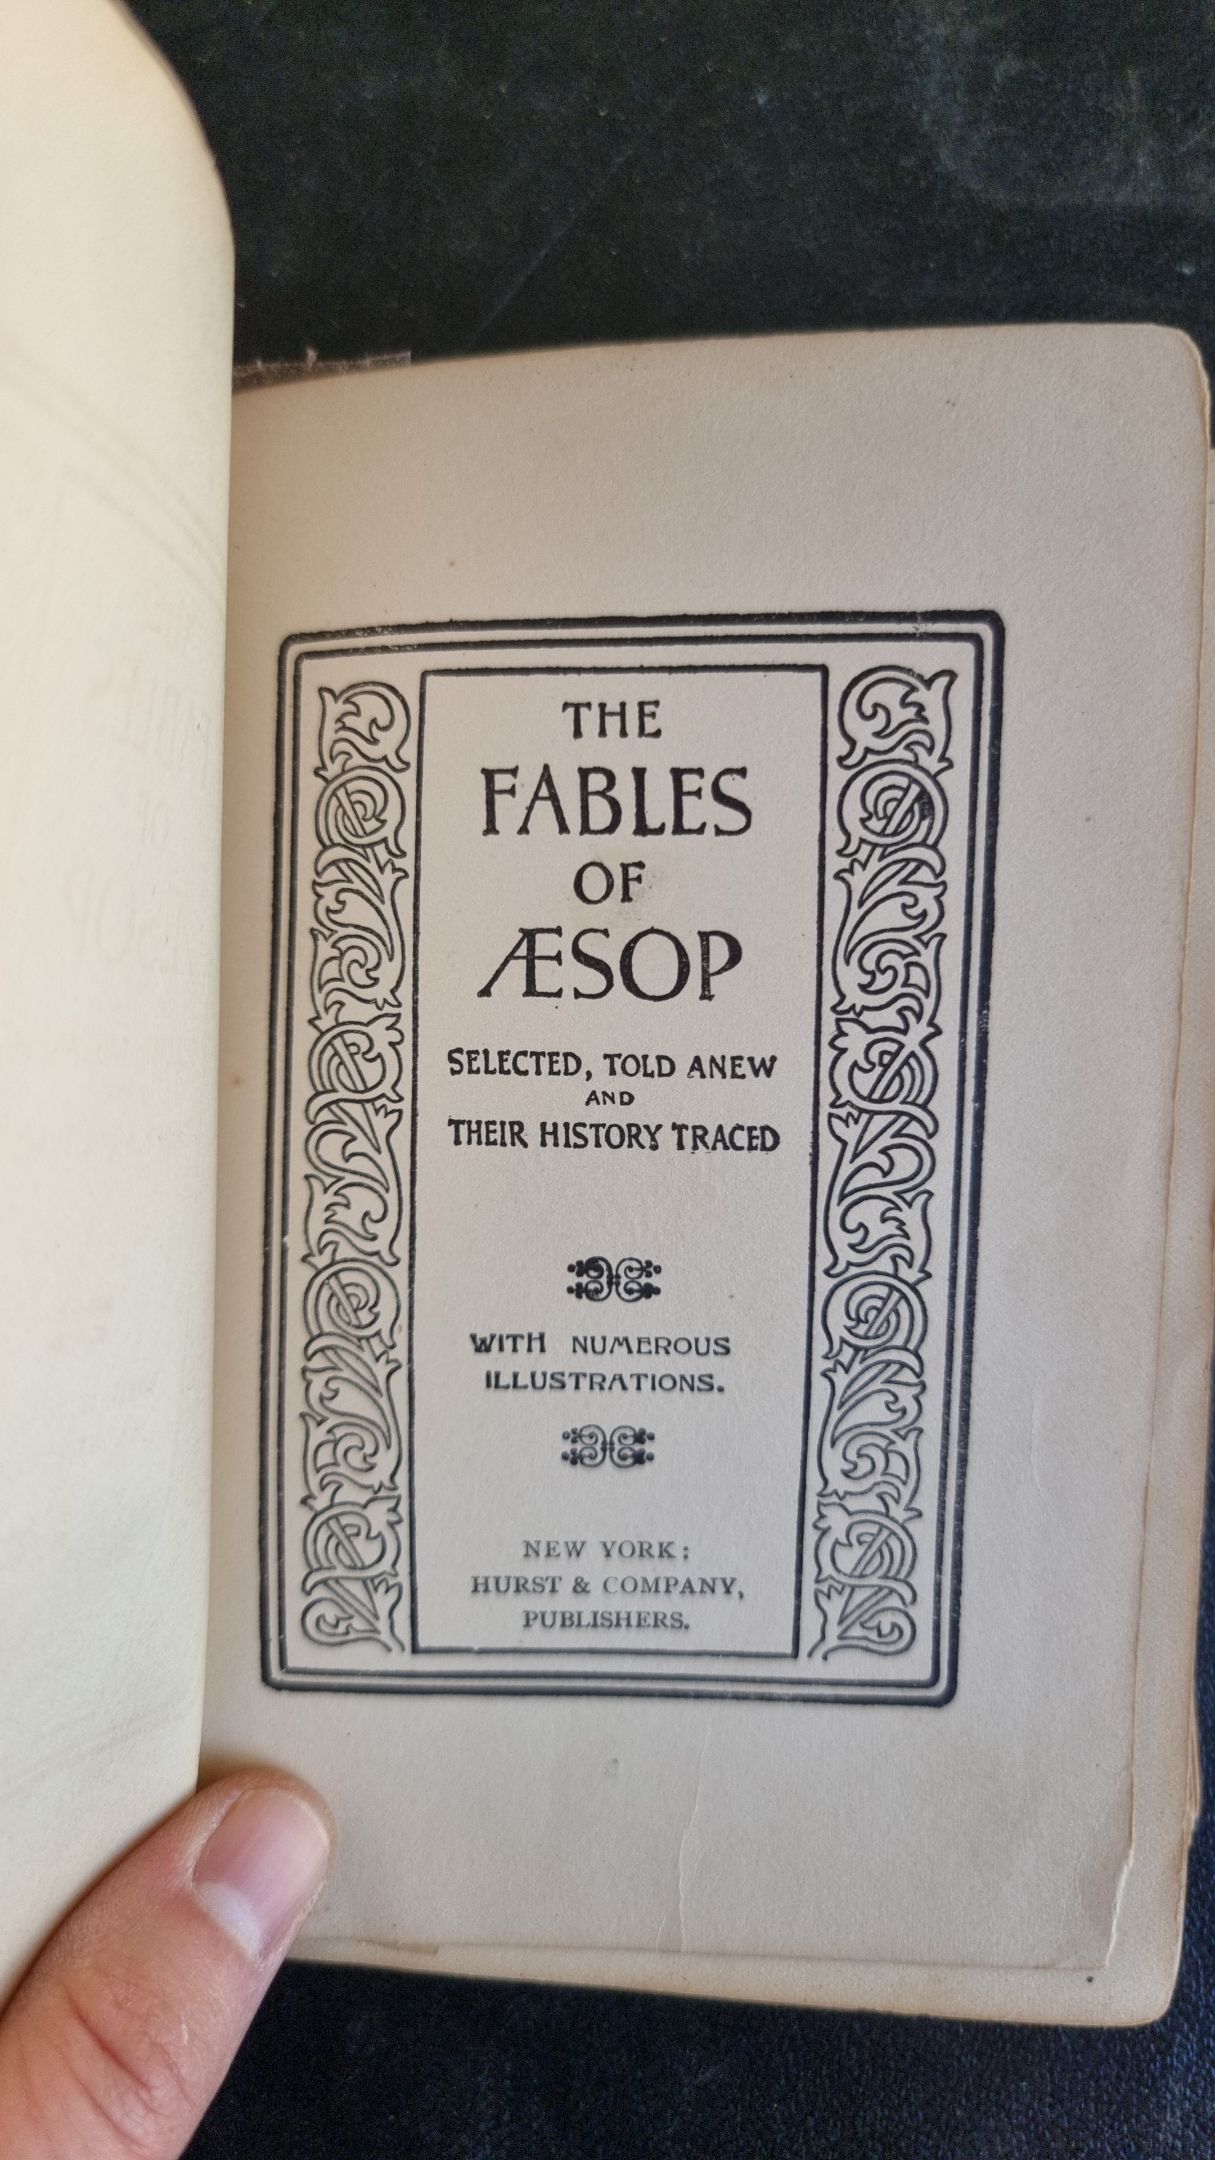 THE
FABLES
OF
ÆSOP
SELECTED, TOLD ANEW
AND
THEIR HISTORY TRACED
WITH NUMEROUS
ILLUSTRATIONS.
NEW YORK:
HURST & COMPANY,
PUBLISHERS.